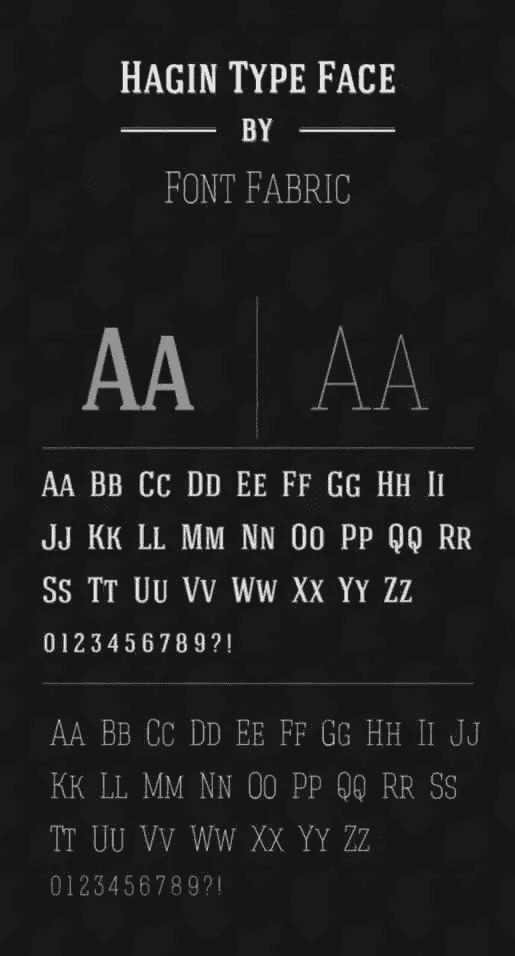 Hagin Type Face
by
Font Fabric
Aa Aa
Aa Bb Cc Dd Ee Ff Gg Hh Ii
Jj Kk Ll Mm Nn Oo Pp Qq Rr
Ss Tt Uu Vv Ww Xx Yy Zz
0123456789?!
Aa Bb Cc Dd Ee Ff Gg Hh Ii Jj
Kk Ll Mm Nn Oo Pp Qq Rr Ss
Tt Uu Vv Ww Xx Yy Zz
0123456789?!